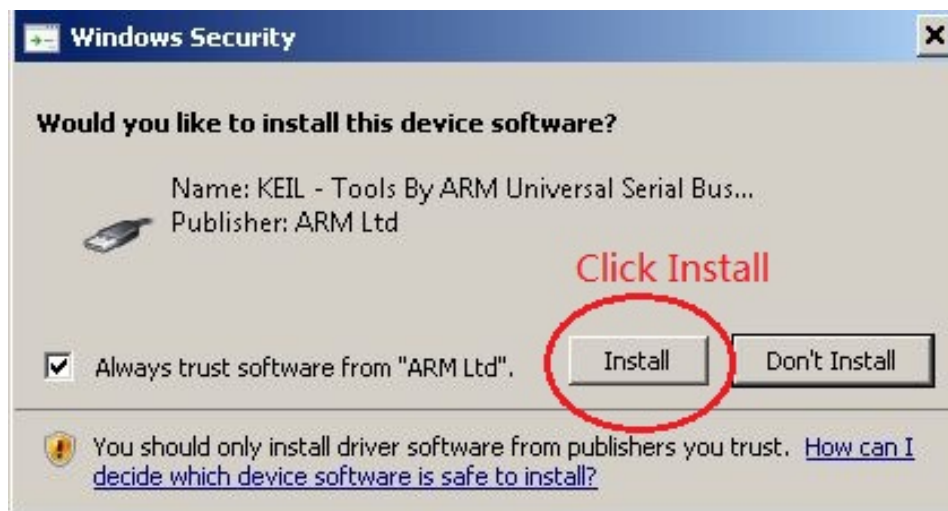 Windows Security
Would you like to install this device software?
Name: KEIL - Tools By ARM Universal Serial Bus...
Publisher: ARM Ltd
Click Install
Always trust software from "ARM Ltd".
Install
Don't Install
You should only install driver software from publishers you trust. How can I
decide which device software is safe to install?